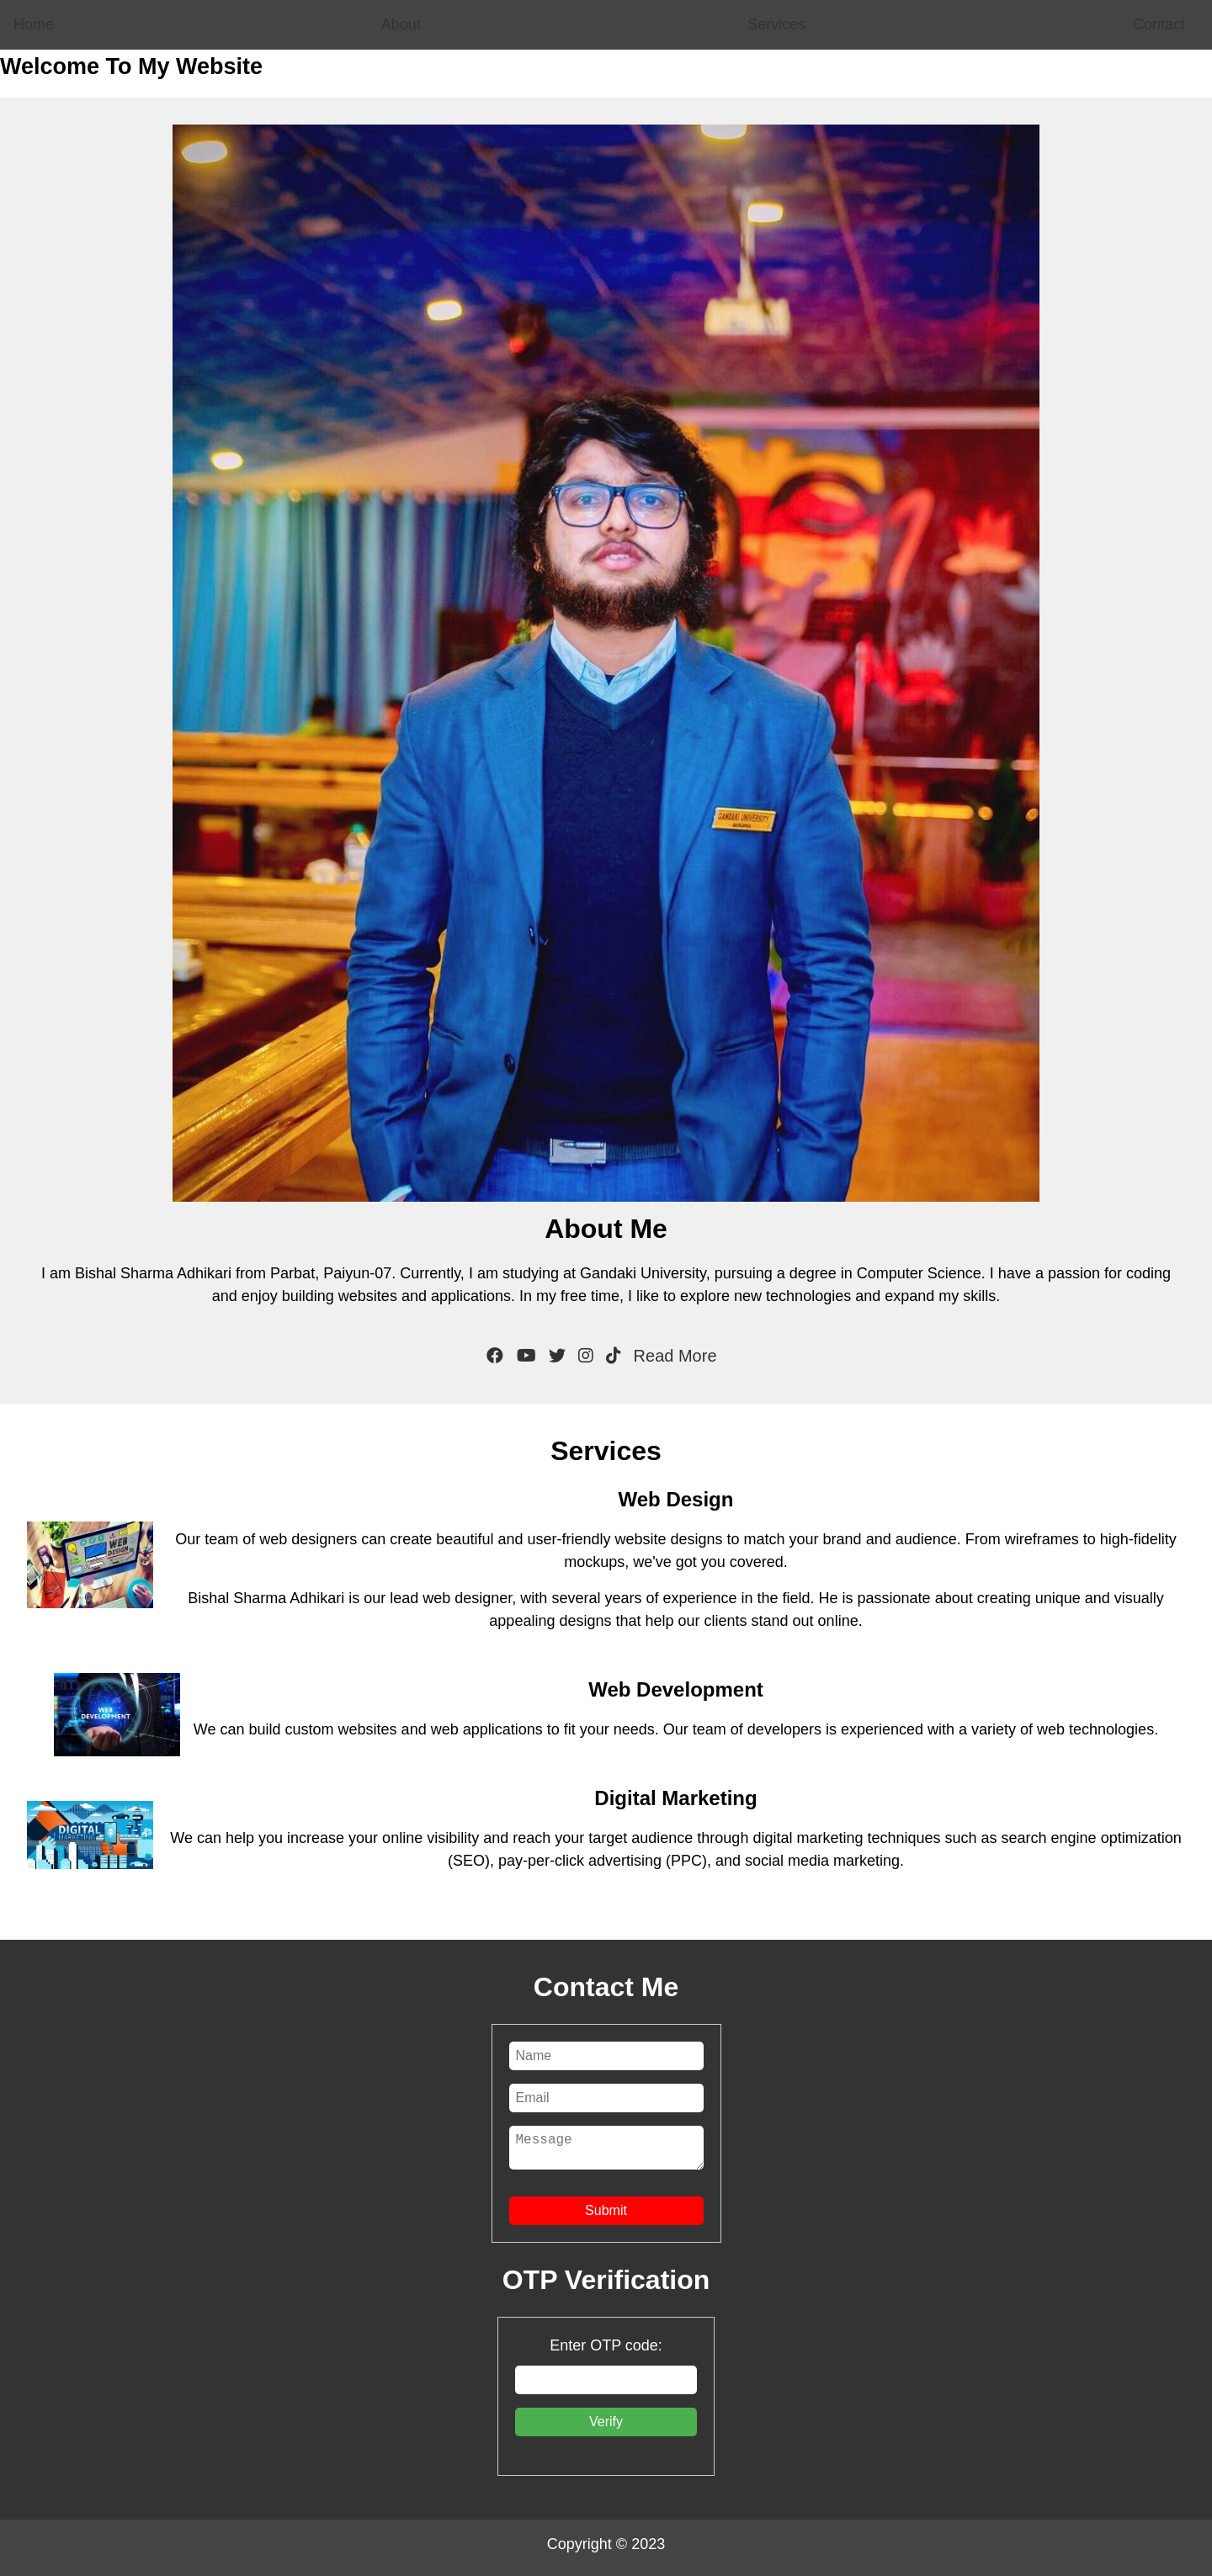 Home About Services Contact
Welcome To My Website
GANDAKI UNIVERSITY
About Me
I am Bishal Sharma Adhikari from Parbat, Paiyun-07. Currently, I am studying at Gandaki University, pursuing a degree in Computer Science. I have a passion for coding
and enjoy building websites and applications. In my free time, I like to explore new technologies and expand my skills.
Read More
Services
Web Design
WEB
DESIGN
Our team of web designers can create beautiful and user-friendly website designs to match your brand and audience. From wireframes to high-fidelity
mockups, we've got you covered.
Bishal Sharma Adhikari is our lead web designer, with several years of experience in the field. He is passionate about creating unique and visually
appealing designs that help our clients stand out online.
WEB
DEVELOPMENT
Web Development
We can build custom websites and web applications to fit your needs. Our team of developers is experienced with a variety of web technologies.
Digital Marketing
DIGITAL
MARKETING
We can help you increase your online visibility and reach your target audience through digital marketing techniques such as search engine optimization
(SEO), pay-per-click advertising (PPC), and social media marketing.
Contact Me
Name
Email
Message
Submit
OTP Verification
Enter OTP code:
Verify
Copyright © 2023